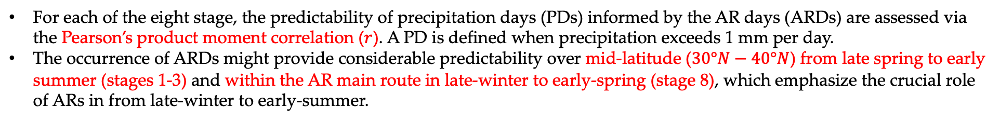 • For each of the eight stage, the predictability of precipitation days (PDs) informed by the AR days (ARDs) are assessed via
the Pearson's product moment correlation (r). A PD is defined when precipitation exceeds 1 mm per day.
• The occurrence of ARDs might provide considerable predictability over mid-latitude (30°N − 40°N) from late spring to early
summer (stages 1-3) and within the AR main route in late-winter to early-spring (stage 8), which emphasize the crucial role
of ARs in from late-winter to early-summer.